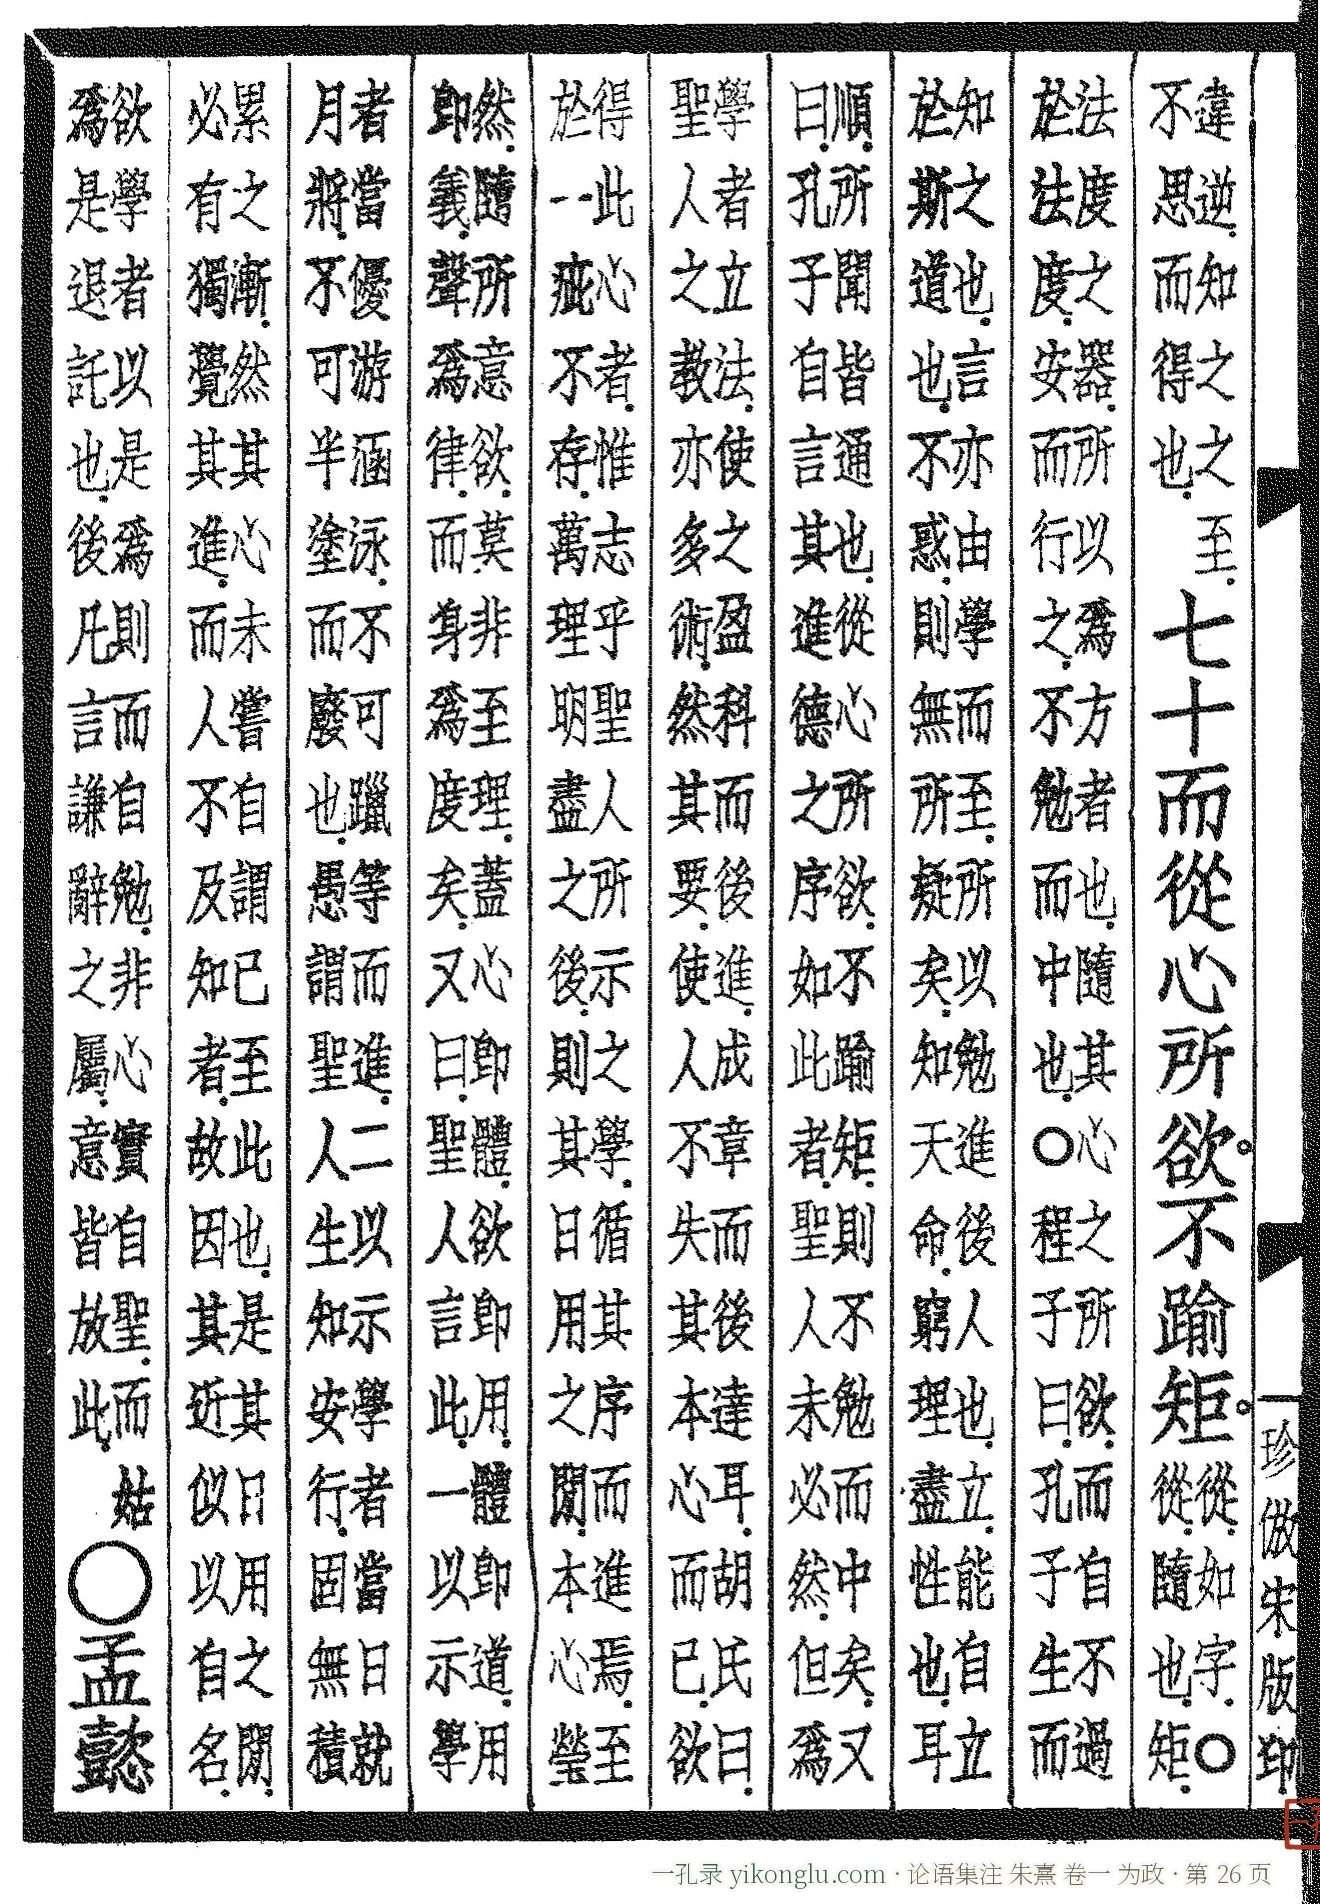 珍倣宋版印
違逆。知之之至。
不思而得也。
七十而從心所欲。不踰矩。
從。如字。○
從。隨也。矩。
法度之器。所以爲方者也。隨其心之所欲。而自不過
於法度。安而行之。不勉而中也。○程子曰。孔子生而
知之也。言亦由學而至。所以勉進後人也。立。能自立
於斯道也。不惑。則無所疑矣。知天命。窮理盡性也。耳
順。所聞皆通也。從心所欲。不踰矩。則不勉而中矣。又
曰。孔子自言其進德之序如此者。聖人未必然。但爲
學者立法。使之盈科而後進。成章而後達耳。胡氏曰。
聖人之教亦多術。然其要。使人不失其本心而已。欲
得此心者。惟志乎聖人所示之學。循其序而進焉。至
於一疵不存。萬理明盡之後。則其日用之閒。本心瑩
然。隨所意欲。莫非至理。蓋心卽體。欲卽用。體卽道。用
卽義。聲爲律。而身爲度矣。又曰。聖人言此。一以示學
者當優游涵泳。不可躐等而進。二以示學者當日就
月將。不可半塗而廢也。愚謂聖人生知安行。固無積
累之漸。然其心未嘗自謂已至此也。是其日用之閒。
必有獨覺其進。而人不及知者。故因其近似以自名。
欲學者以是爲則而自勉。非心實自聖。而姑
爲是退託也。後凡言謙辭之屬。意皆放此。
○孟懿
一孔录 yikonglu.com · 论语集注 朱熹 卷一 为政 · 第 26 页